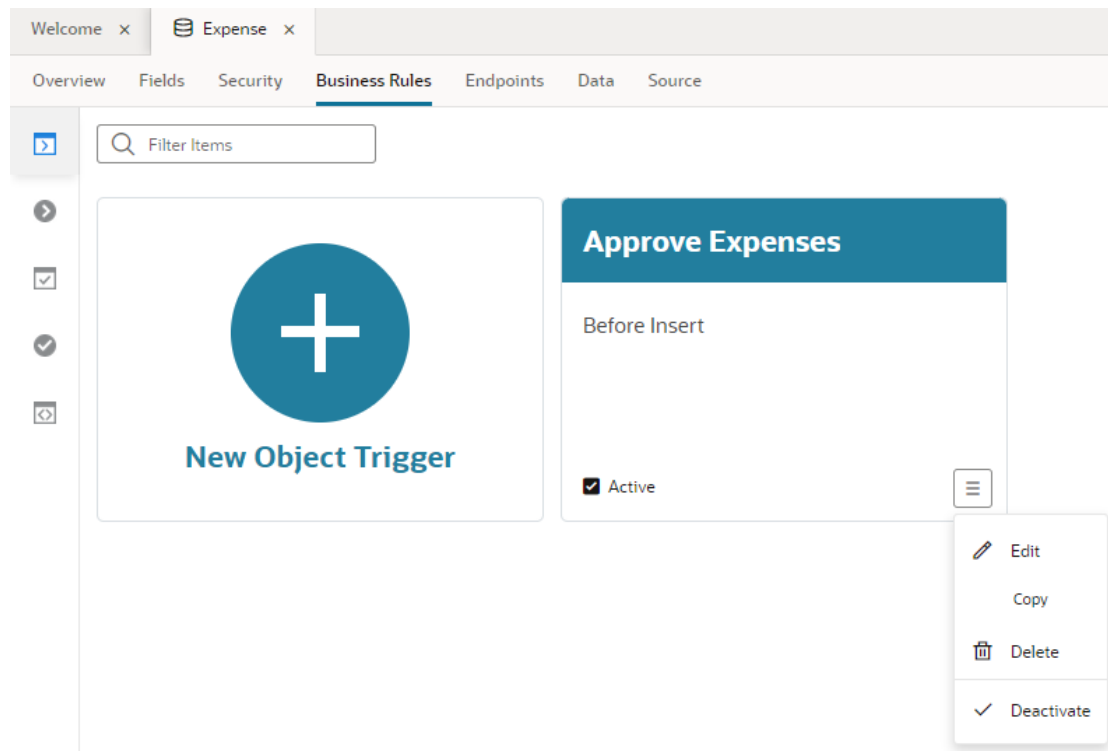 Welcome × Expense ×
Overview Fields Security Business Rules Endpoints Data Source
Filter Items
Approve Expenses
Before Insert
New Object Trigger
Active
Edit
Copy
Delete
Deactivate